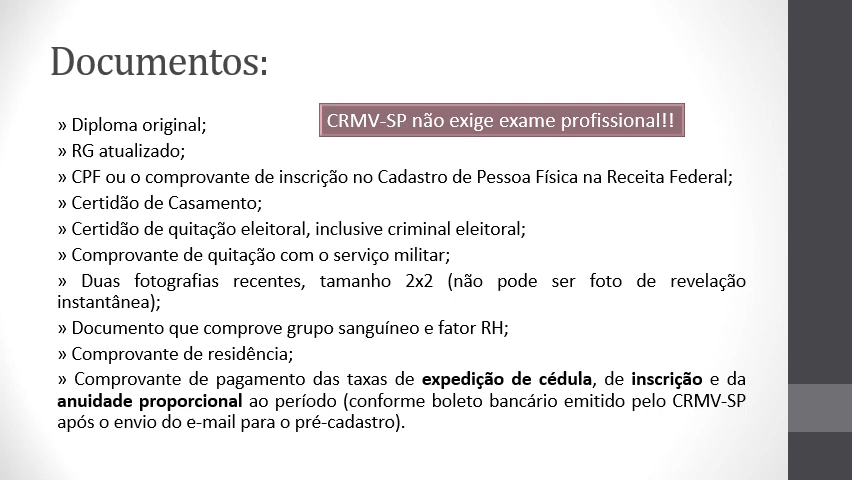 Documentos:
CRMV-SP não exige exame profissional!!
» Diploma original;
» RG atualizado;
» CPF ou o comprovante de inscrição no Cadastro de Pessoa Física na Receita Federal;
» Certidão de Casamento;
» Certidão de quitação eleitoral, inclusive criminal eleitoral;
» Comprovante de quitação com o serviço militar;
» Duas fotografias recentes, tamanho 2x2 (não pode ser foto de revelação
instantânea);
» Documento que comprove grupo sanguíneo e fator RH;
» Comprovante de residência;
» Comprovante de pagamento das taxas de expedição de cédula, de inscrição e da
anuidade proporcional ao período (conforme boleto bancário emitido pelo CRMV-SP
após o envio do e-mail para o pré-cadastro).